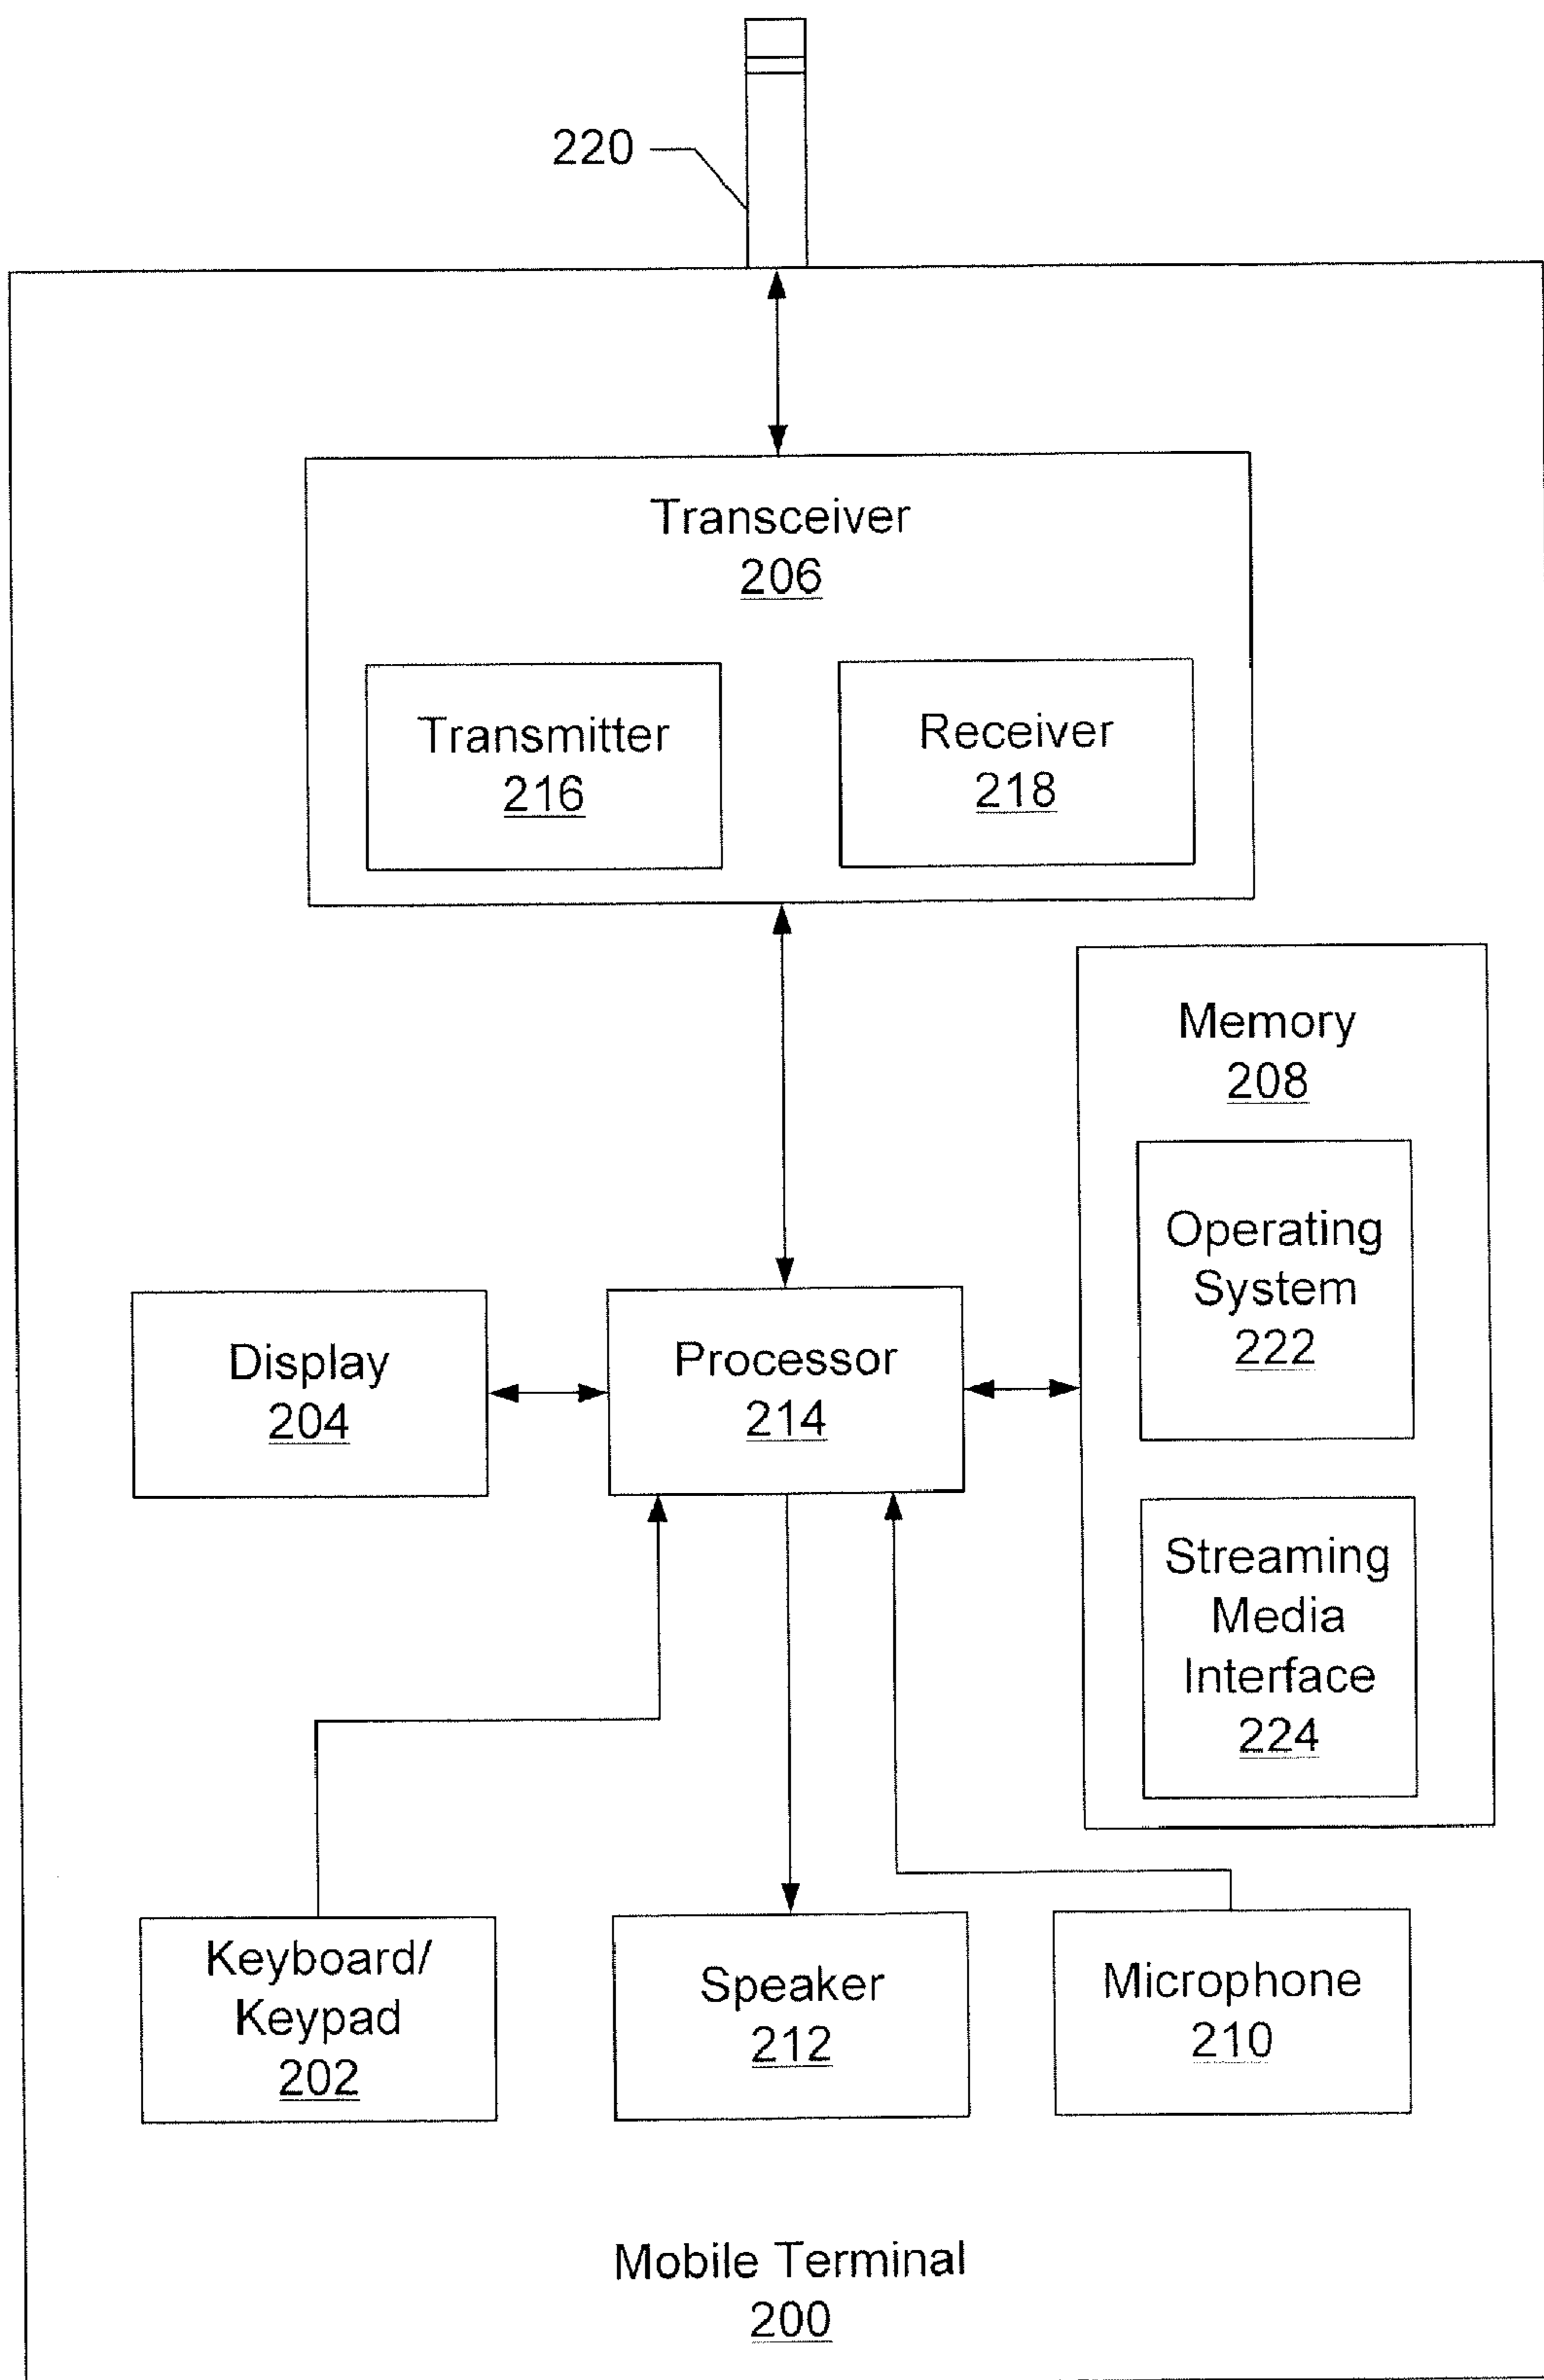 220
Transceiver
206
Transmitter
216
Receiver
218
Memory
208
Operating
System
222
Display
204
Processor
214
Streaming
Media
Interface
224
Keyboard/
Keypad
202
Speaker
212
Microphone
210
Mobile Terminal
200